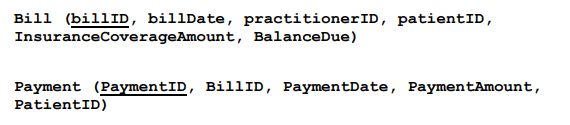 Bill (billID, billDate, practitionerID, patientID,
InsuranceCoverageAmount, BalanceDue)
Payment (PaymentID, BillID, PaymentDate, PaymentAmount,
PatientID)